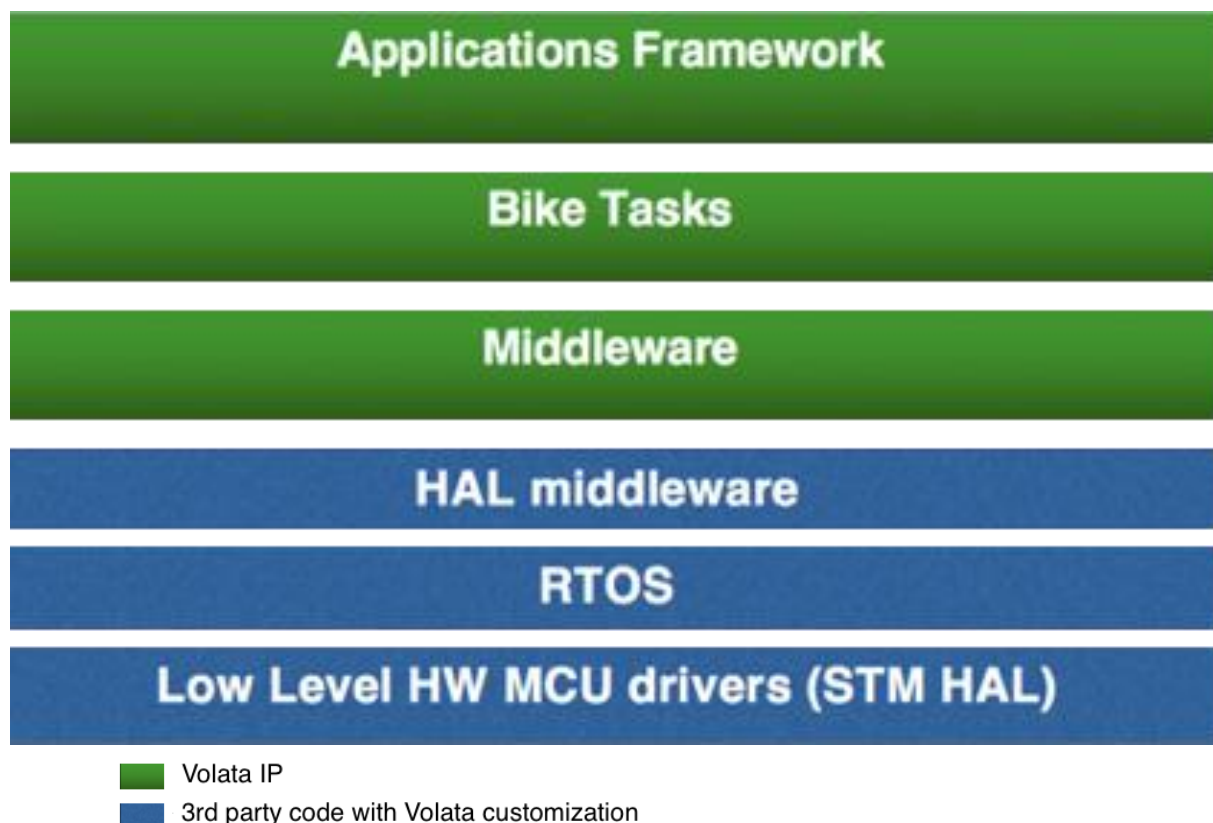 Applications Framework
Bike Tasks
Middleware
HAL middleware
RTOS
Low Level HW MCU drivers (STM HAL)
Volata IP
3rd party code with Volata customization